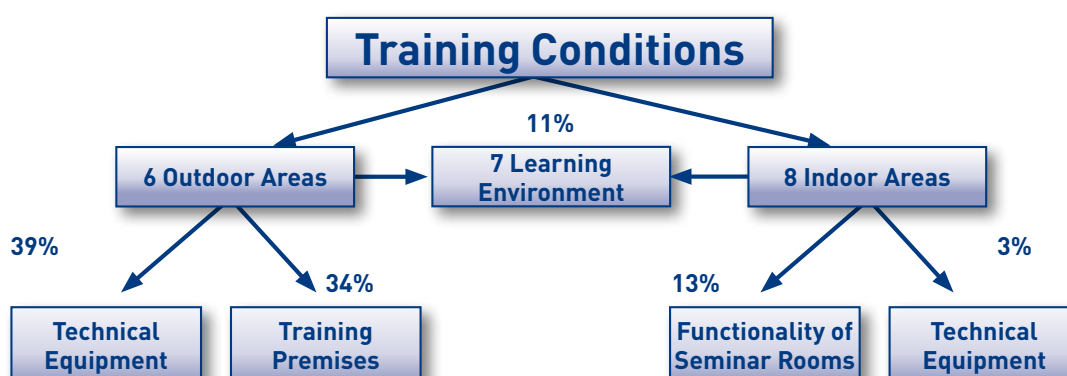 Training Conditions
11%
6 Outdoor Areas
7 Learning
Environment
8 Indoor Areas
39%
34%
13%
3%
Technical
Equipment
Training
Premises
Functionality of
Seminar Rooms
Technical
Equipment